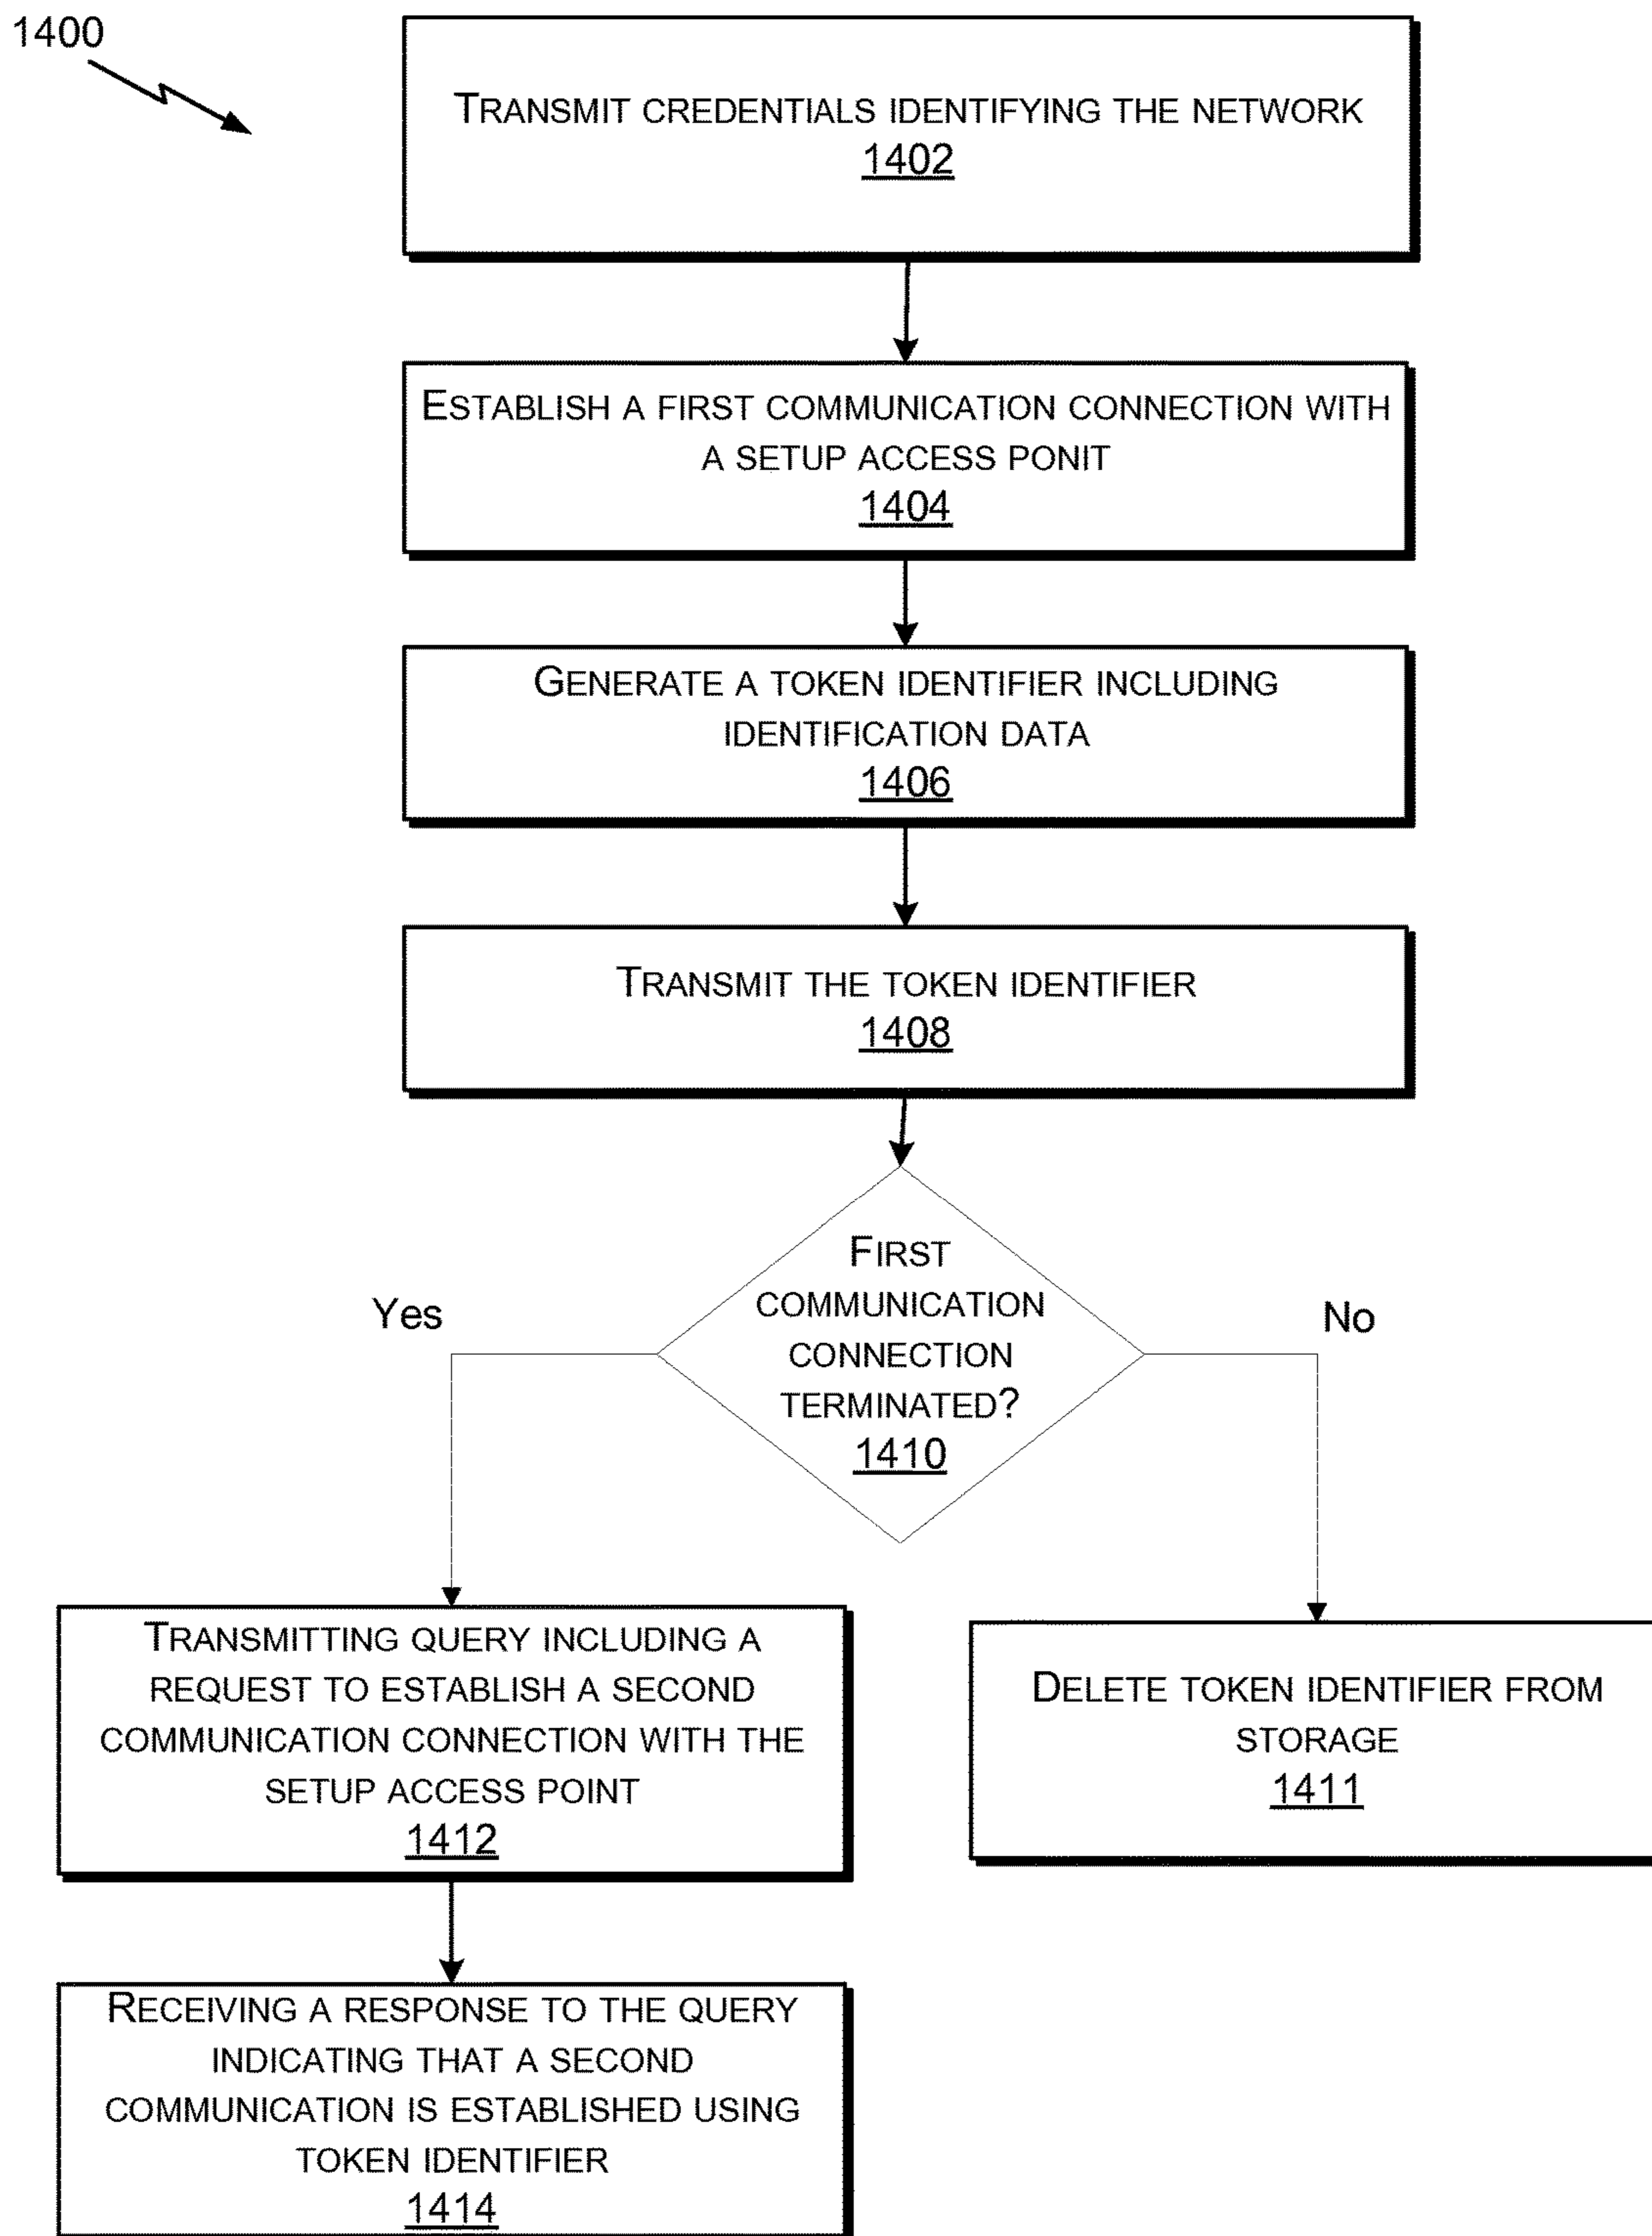 1400
TRANSMIT CREDENTIALS IDENTIFYING THE NETWORK
1402
ESTABLISH A FIRST COMMUNICATION CONNECTION WITH
A SETUP ACCESS PONIT
1404
GENERATE A TOKEN IDENTIFIER INCLUDING
IDENTIFICATION DATA
1406
TRANSMIT THE TOKEN IDENTIFIER
1408
FIRST
COMMUNICATION
CONNECTION
TERMINATED?
1410
Yes
No
TRANSMITTING QUERY INCLUDING A
REQUEST TO ESTABLISH A SECOND
COMMUNICATION CONNECTION WITH THE
SETUP ACCESS POINT
1412
DELETE TOKEN IDENTIFIER FROM
STORAGE
1411
RECEIVING A RESPONSE TO THE QUERY
INDICATING THAT A SECOND
COMMUNICATION IS ESTABLISHED USING
TOKEN IDENTIFIER
1414